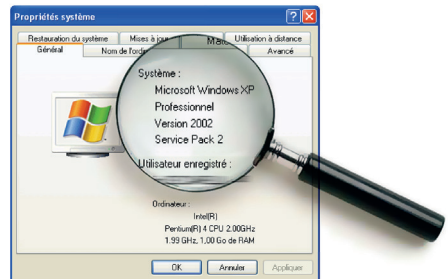 Propriétés système
Restauration du système
Mises à jour
Utilisation à distance
Général
Nom de l'ordi
Avancé
Système :
Microsoft Windows XP
Professionnel
Version 2002
Service Pack 2
Utilisateur enregistré :
Ordinateur :
Intel(R)
Pentium(R) 4 CPU 2.00GHz
1.99 GHz, 1,00 Go de RAM
OK
Annuler
Appliquer